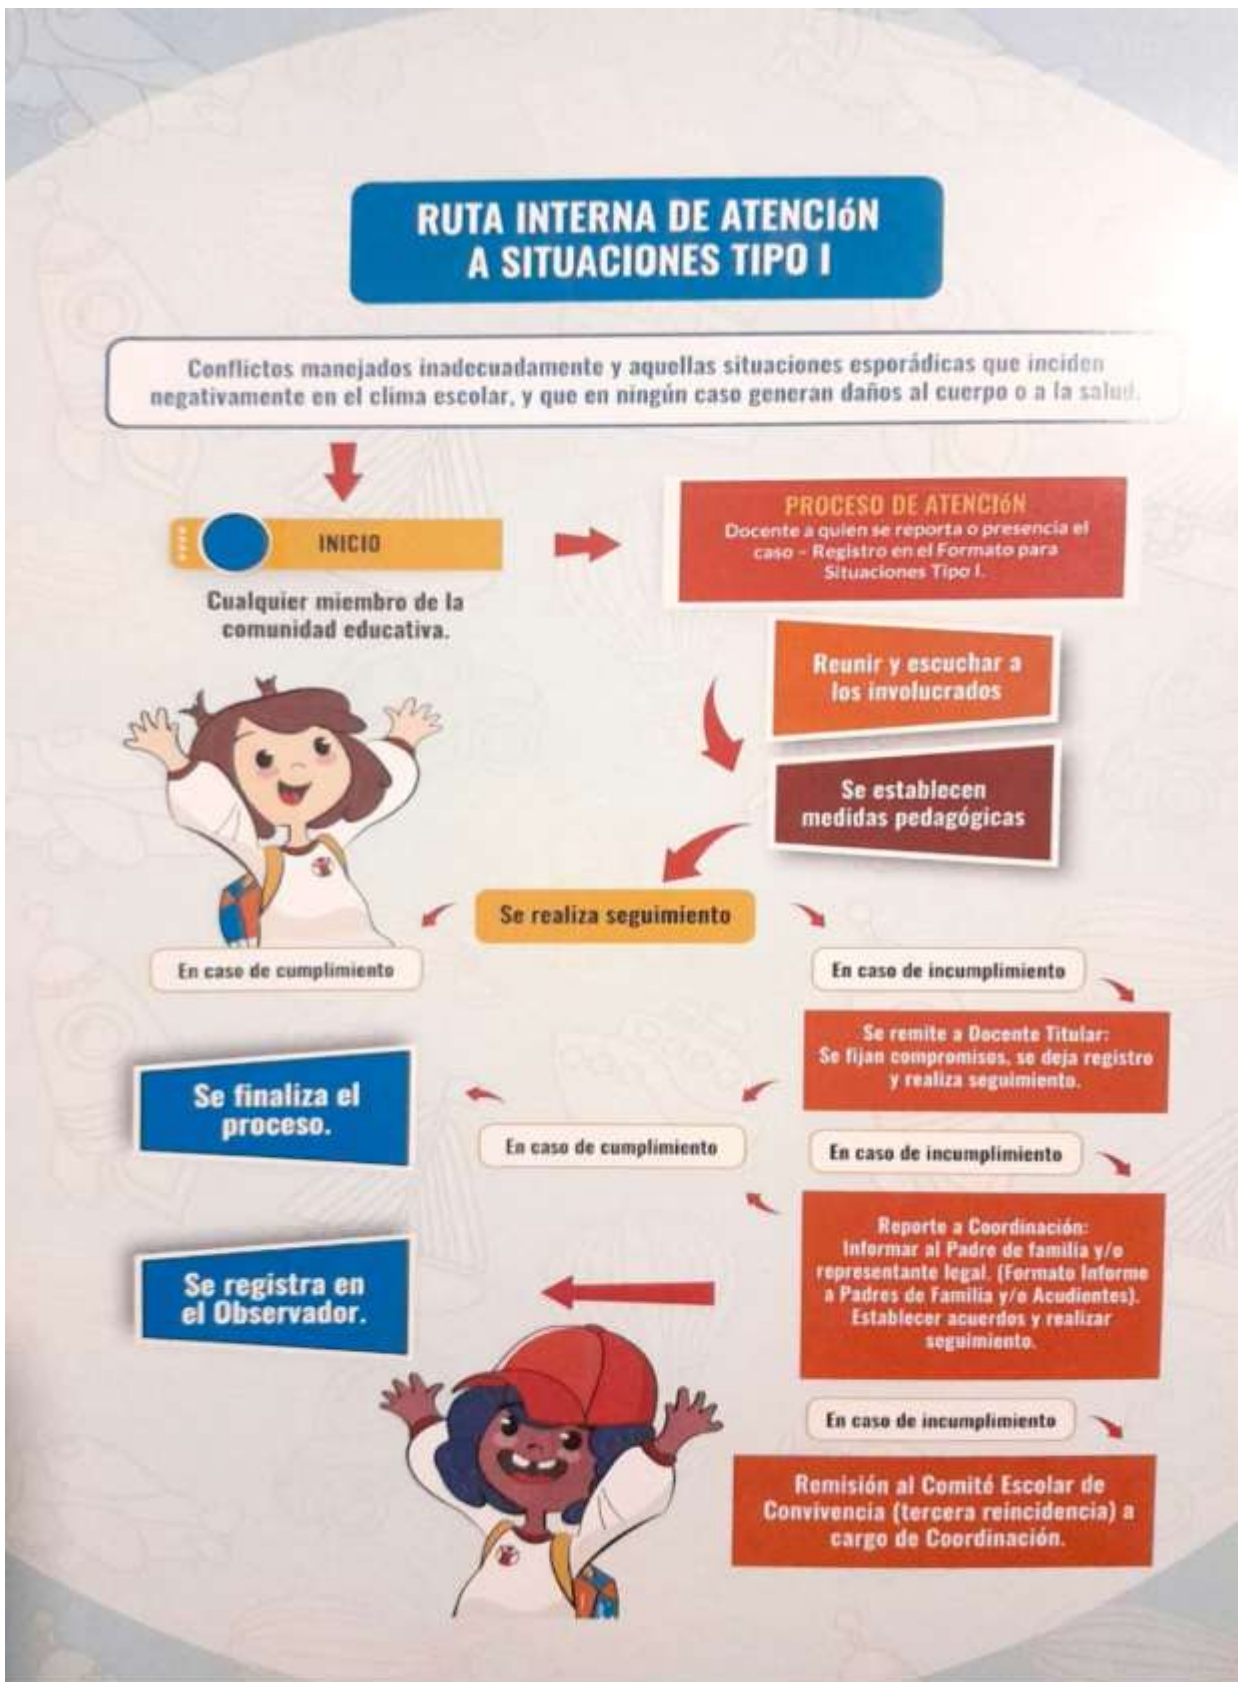 RUTA INTERNA DE ATENCIóN
A SITUACIONES TIPO I
Conflictos manejados inadecuadamente y aquellas situaciones esporádicas que inciden
negativamente en el clima escolar, y que en ningún caso generan daños al cuerpo o a la salud.
INICIO
Cualquier miembro de la
comunidad educativa.
PROCESO DE ATENCIóN
Docente a quien se reporta o presencia el
caso – Registro en el Formato para
Situaciones Tipo I.
Reunir y escuchar a
los involucrados
Se establecen
medidas pedagógicas
Se realiza seguimiento
En caso de cumplimiento
En caso de incumplimiento
Se remite a Docente Titular:
Se fijan compromisos, se deja registro
y realiza seguimiento.
Se finaliza el
proceso.
En caso de cumplimiento
En caso de incumplimiento
Reporte a Coordinación:
Informar al Padre de familia y/o
representante legal. (Formato Informe
a Padres de Familia y/o Acudientes).
Establecer acuerdos y realizar
seguimiento.
Se registra en
el Observador.
En caso de incumplimiento
Remisión al Comité Escolar de
Convivencia (tercera reincidencia) a
cargo de Coordinación.